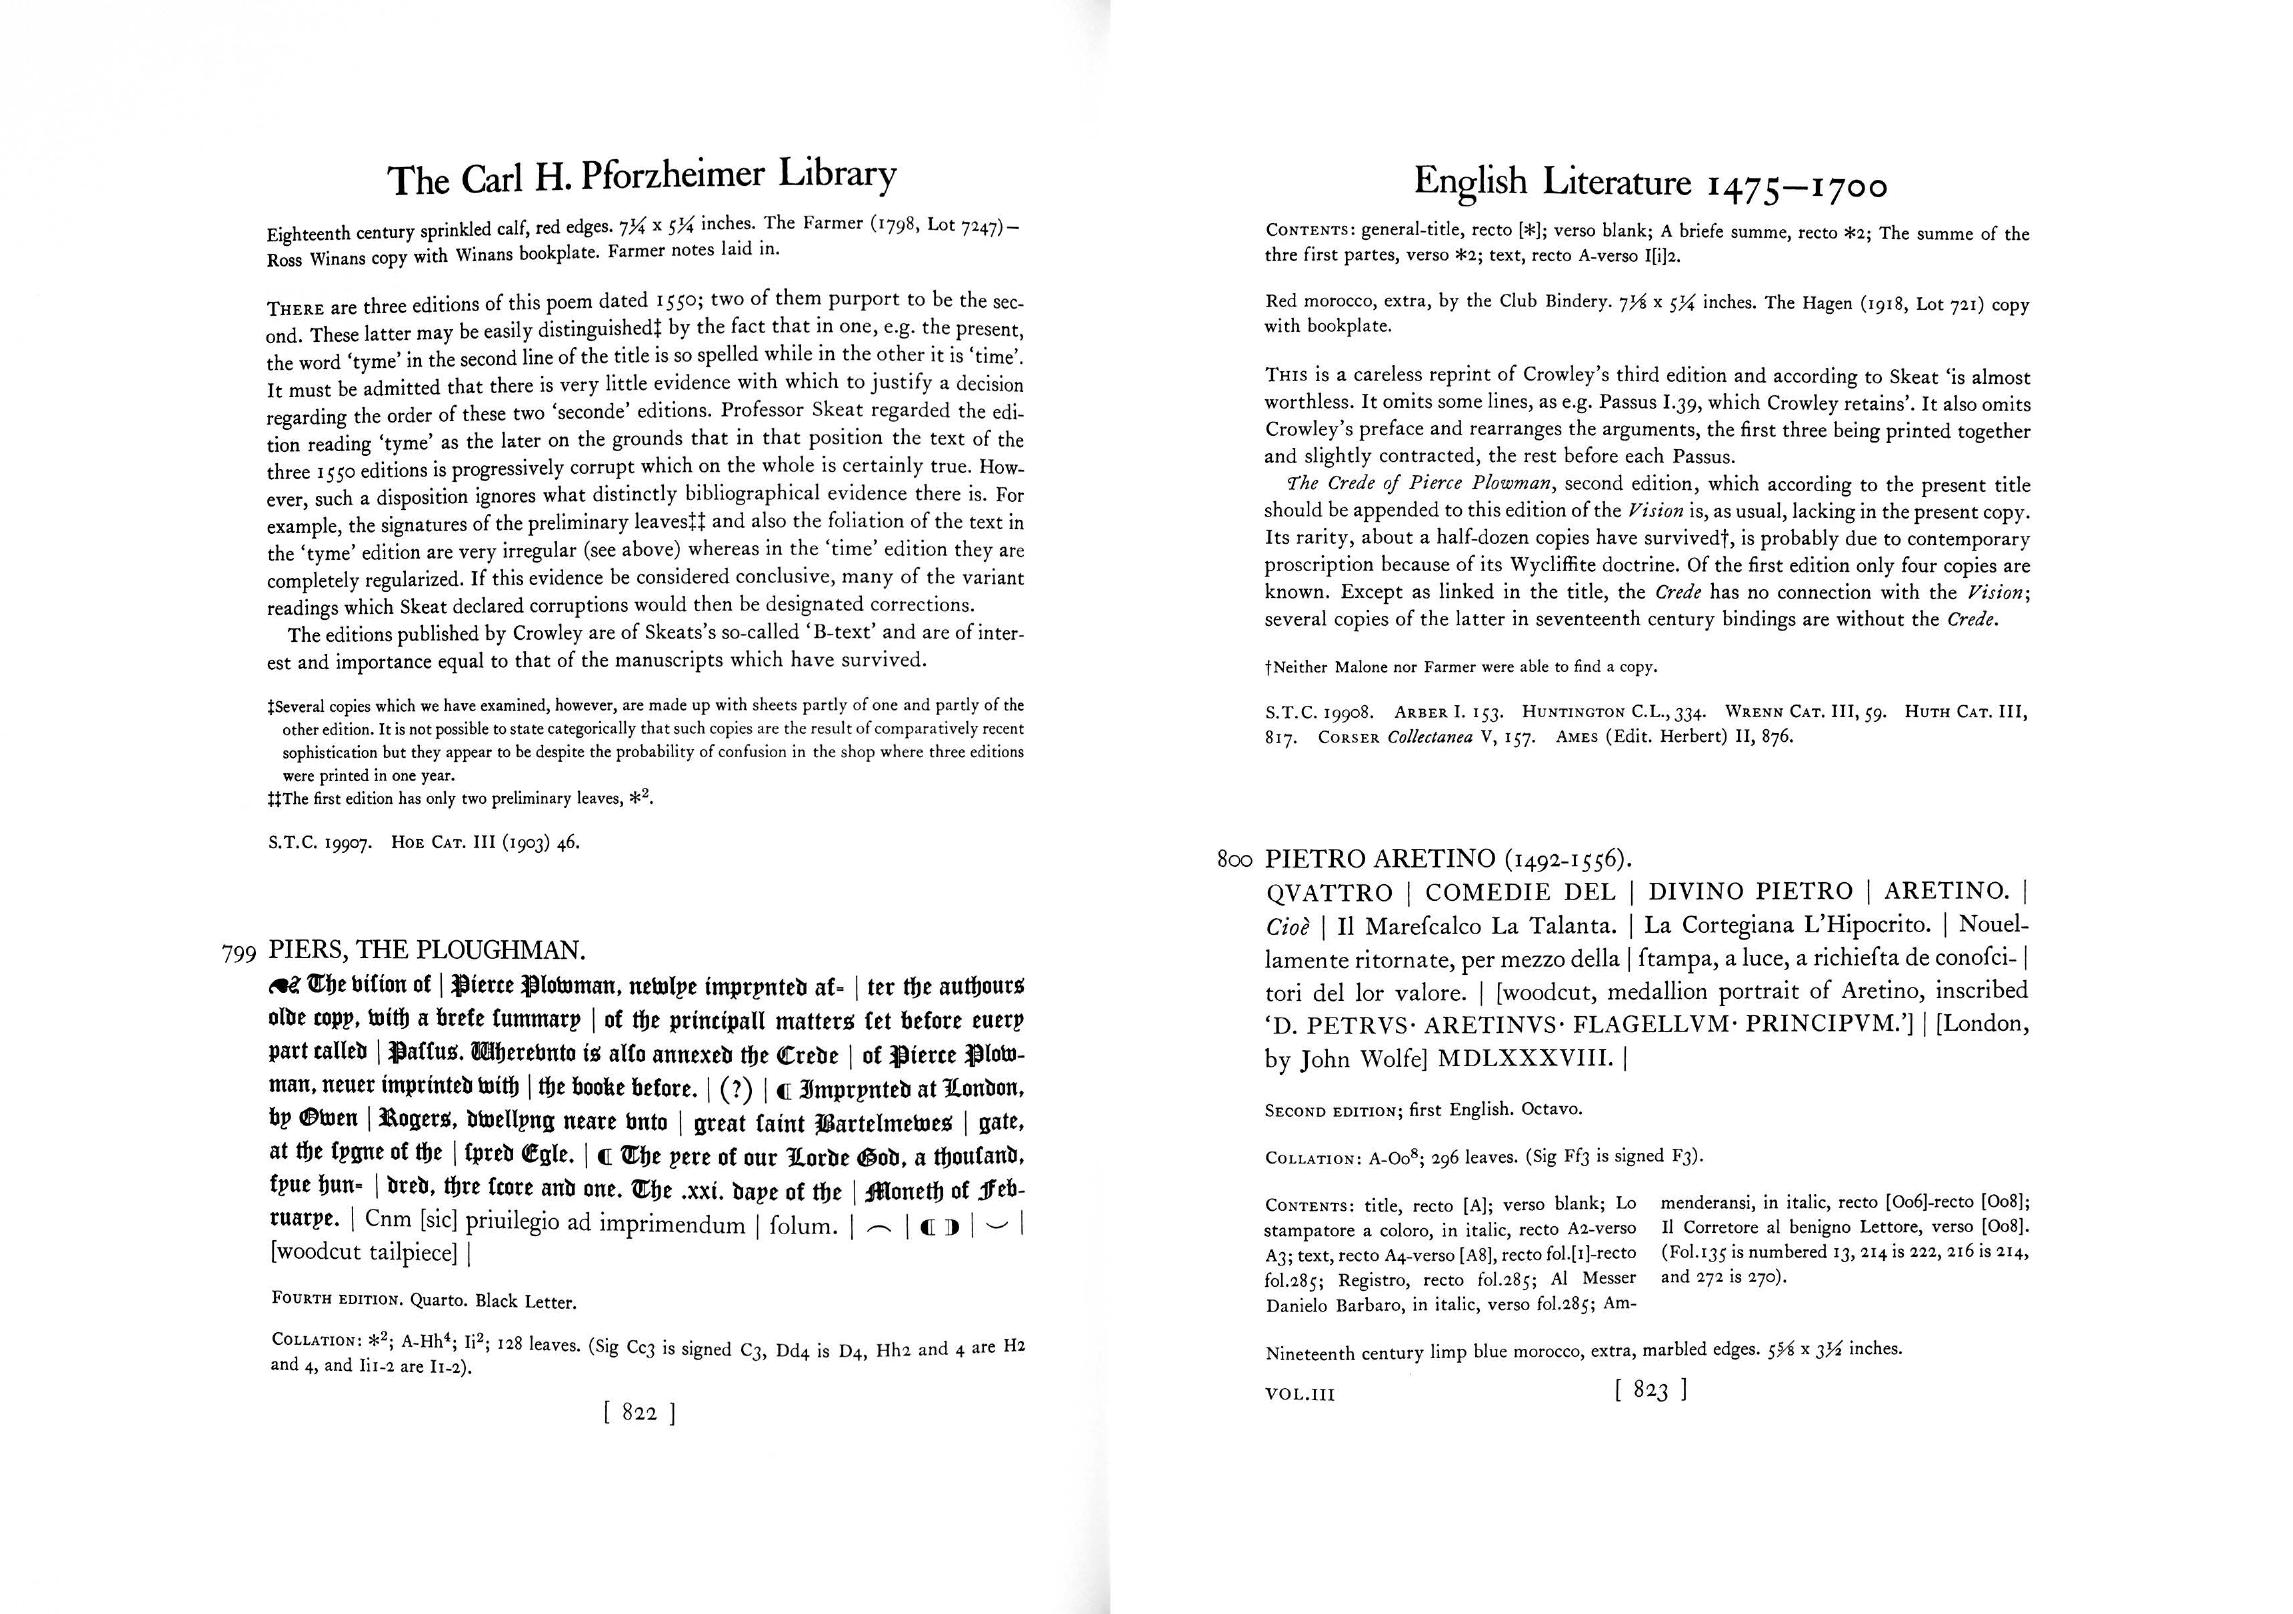 The Carl H. Pforzheimer Library
Eighteenth century sprinkled calf, red edges. 7¼ x 5¼ inches. The Farmer (1798, Lot 7247)—
Ross Winans copy with Winans bookplate. Farmer notes laid in.
THERE are three editions of this poem dated 1550; two of them purport to be the sec-
ond. These latter may be easily distinguished‡ by the fact that in one, e.g. the present,
the word ‘tyme’ in the second line of the title is so spelled while in the other it is ‘time’.
It must be admitted that there is very little evidence with which to justify a decision
regarding the order of these two ‘seconde’ editions. Professor Skeat regarded the edi-
tion reading ‘tyme’ as the later on the grounds that in that position the text of the
three 1550 editions is progressively corrupt which on the whole is certainly true. How-
ever, such a disposition ignores what distinctly bibliographical evidence there is. For
example, the signatures of the preliminary leaves‡‡ and also the foliation of the text in
the ‘tyme’ edition are very irregular (see above) whereas in the ‘time’ edition they are
completely regularized. If this evidence be considered conclusive, many of the variant
readings which Skeat declared corruptions would then be designated corrections.
The editions published by Crowley are of Skeats's so-called ‘B-text’ and are of inter-
est and importance equal to that of the manuscripts which have survived.
‡Several copies which we have examined, however, are made up with sheets partly of one and partly of the
other edition. It is not possible to state categorically that such copies are the result of comparatively recent
sophistication but they appear to be despite the probability of confusion in the shop where three editions
were printed in one year.
‡‡The first edition has only two preliminary leaves, *².
S.T.C. 19907. HOE CAT. III (1903) 46.
799 PIERS, THE PLOUGHMAN.
❧ The viſion of | Pierce Plowman, newlye imprynted af= | ter the authours
olde copy, with a brefe ſummary | of the principall matters ſet before euery
part called | Paſſus. Wherevnto is alſo annexed the Crede | of Pierce Plow-
man, neuer imprinted with | the booke before. | (?) | ¶ Imprynted at London,
by Owen | Rogers, dwellyng neare vnto | great ſaint Bartelmewes | gate,
at the ſygne of the | ſpred Egle. | ¶ The yere of our Lorde God, a thouſand,
fyue hun= | dred, thre ſcore and one. The .xxi. daye of the | Moneth of Feb-
ruarye. | Cnm [sic] priuilegio ad imprimendum | ſolum. | ⌢ | ¶ D | ⌣ |
[woodcut tailpiece] |
FOURTH EDITION. Quarto. Black Letter.
COLLATION: *²; A-Hh⁴; Ii²; 128 leaves. (Sig Cc3 is signed C3, Dd4 is D4, Hh2 and 4 are H2
and 4, and Ii1-2 are I1-2).
[ 822 ]
English Literature 1475—1700
CONTENTS: general-title, recto [*]; verso blank; A briefe summe, recto *2; The summe of the
thre first partes, verso *2; text, recto A-verso I[i]2.
Red morocco, extra, by the Club Bindery. 7⅛ x 5¼ inches. The Hagen (1918, Lot 721) copy
with bookplate.
THIS is a careless reprint of Crowley's third edition and according to Skeat ‘is almost
worthless. It omits some lines, as e.g. Passus I.39, which Crowley retains’. It also omits
Crowley's preface and rearranges the arguments, the first three being printed together
and slightly contracted, the rest before each Passus.
The Crede of Pierce Plowman, second edition, which according to the present title
should be appended to this edition of the Vision is, as usual, lacking in the present copy.
Its rarity, about a half-dozen copies have survived†, is probably due to contemporary
proscription because of its Wycliffite doctrine. Of the first edition only four copies are
known. Except as linked in the title, the Crede has no connection with the Vision;
several copies of the latter in seventeenth century bindings are without the Crede.
†Neither Malone nor Farmer were able to find a copy.
S.T.C. 19908. ARBER I. 153. HUNTINGTON C.L., 334. WRENN CAT. III, 59. HUTH CAT. III,
817. CORSER Collectanea V, 157. AMES (Edit. Herbert) II, 876.
800 PIETRO ARETINO (1492-1556).
QVATTRO | COMEDIE DEL | DIVINO PIETRO | ARETINO. |
Cioè | Il Mareſcalco La Talanta. | La Cortegiana L'Hipocrito. | Nouel-
lamente ritornate, per mezzo della | ſtampa, a luce, a richieſta de conoſci- |
tori del lor valore. | [woodcut, medallion portrait of Aretino, inscribed
‘D. PETRVS· ARETINVS· FLAGELLVM· PRINCIPVM.’] | [London,
by John Wolfe] MDLXXXVIII. |
SECOND EDITION; first English. Octavo.
COLLATION: A-Oo⁸; 296 leaves. (Sig Ff3 is signed F3).
CONTENTS: title, recto [A]; verso blank; Lo
stampatore a coloro, in italic, recto A2-verso
A3; text, recto A4-verso [A8], recto fol.[1]-recto
fol.285; Registro, recto fol.285; Al Messer
Danielo Barbaro, in italic, verso fol.285; Am-
menderansi, in italic, recto [Oo6]-recto [Oo8];
Il Corretore al benigno Lettore, verso [Oo8].
(Fol.135 is numbered 13, 214 is 222, 216 is 214,
and 272 is 270).
Nineteenth century limp blue morocco, extra, marbled edges. 5⅝ x 3½ inches.
VOL.III
[ 823 ]